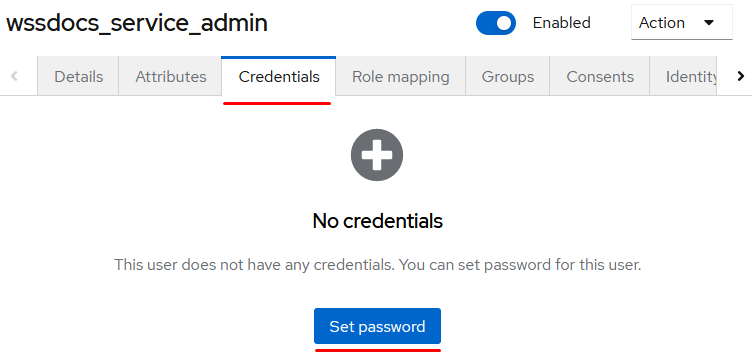 wssdocs_service_admin
Enabled
Action
Details
Attributes
Credentials
Role mapping
Groups
Consents
Identity
No credentials
This user does not have any credentials. You can set password for this user.
Set password